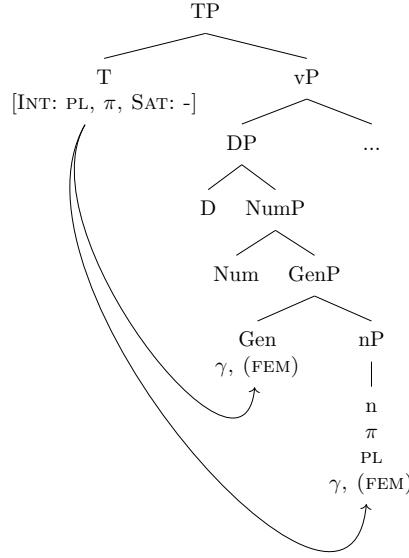 TP
T vP
[INT: PL, π, SAT: -]
DP ...
D NumP
Num GenP
Gen nP
γ, (FEM)
n
π
PL
γ, (FEM)